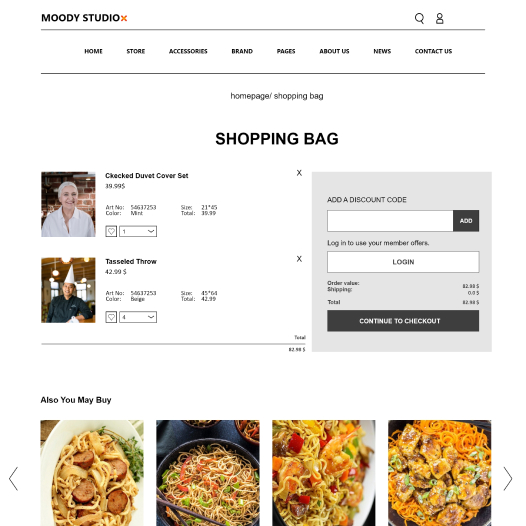 MOODY STUDIOX
HOME STORE ACCESSORIES BRAND PAGES ABOUT US NEWS CONTACT US
homepage/ shopping bag
SHOPPING BAG
Ckecked Duvet Cover Set X
39.99$
Art No: 54637253 Size: 21*45
Color: Mint Total: 39.99
1
Tasseled Throw X
42.99 $
Art No: 54637253 Size: 45*64
Color: Beige Total: 42.99
4
Total
82.98 $
ADD A DISCOUNT CODE
ADD
Log in to use your member offers.
LOGIN
Order value: 82.98 $
Shipping: 0.0 $
Total 82.98 $
CONTINUE TO CHECKOUT
Also You May Buy